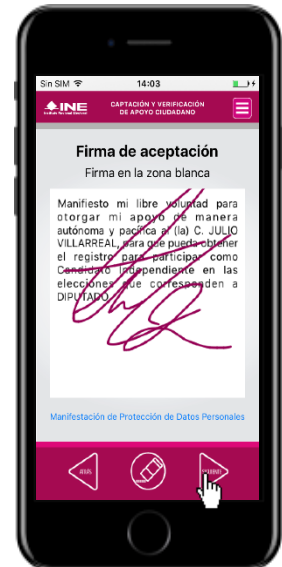 Sin SIM 14:03
INE
CAPTACIÓN Y VERIFICACIÓN
DE APOYO CIUDADANO
Firma de aceptación
Firma en la zona blanca
Manifiesto mi libre voluntad para
otorgar mi apoyo de manera
autónoma y pacífica a (la) C. JULIO
VILLARREAL, para que pueda obtener
el registro para participar como
Candidato Independiente en las
elecciones que corresponden a
DIPUTADO.
Manifestación de Protección de Datos Personales